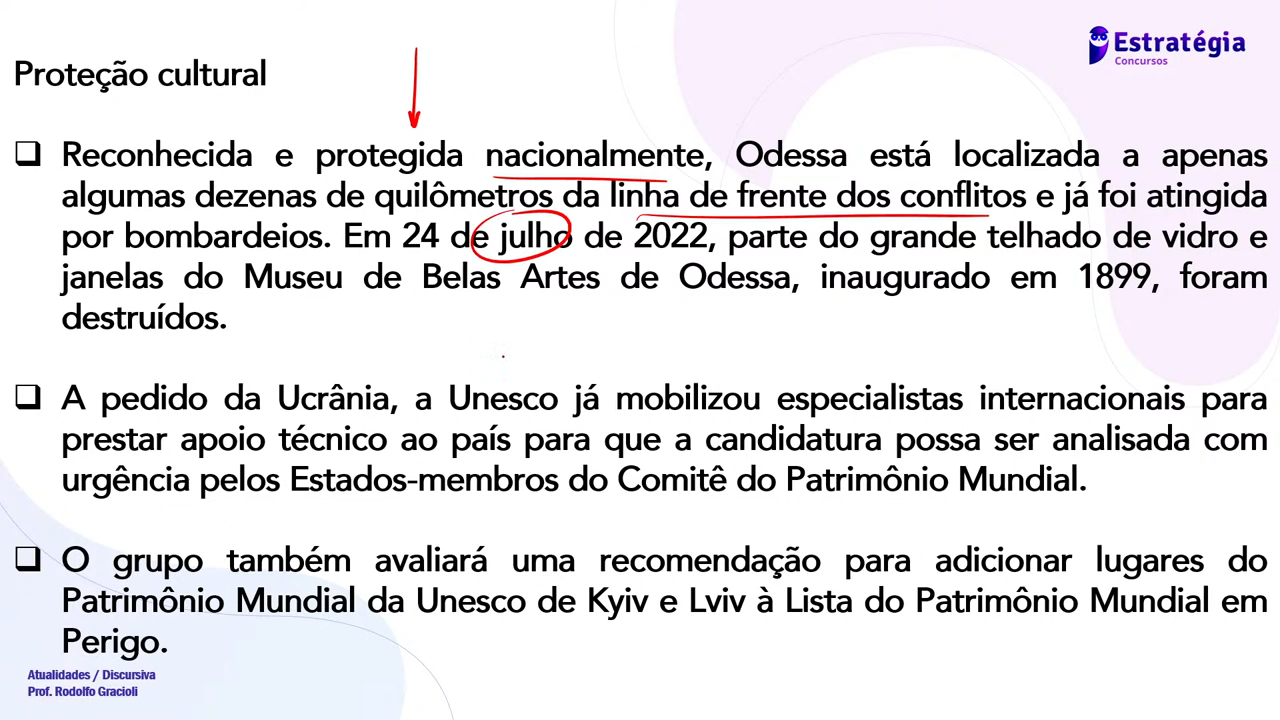 Estratégia
Concursos
Proteção cultural
❑ Reconhecida e protegida nacionalmente, Odessa está localizada a apenas
algumas dezenas de quilômetros da linha de frente dos conflitos e já foi atingida
por bombardeios. Em 24 de julho de 2022, parte do grande telhado de vidro e
janelas do Museu de Belas Artes de Odessa, inaugurado em 1899, foram
destruídos.
❑ A pedido da Ucrânia, a Unesco já mobilizou especialistas internacionais para
prestar apoio técnico ao país para que a candidatura possa ser analisada com
urgência pelos Estados-membros do Comitê do Patrimônio Mundial.
❑ O grupo também avaliará uma recomendação para adicionar lugares do
Patrimônio Mundial da Unesco de Kyiv e Lviv à Lista do Patrimônio Mundial em
Perigo.
Atualidades / Discursiva
Prof. Rodolfo Gracioli